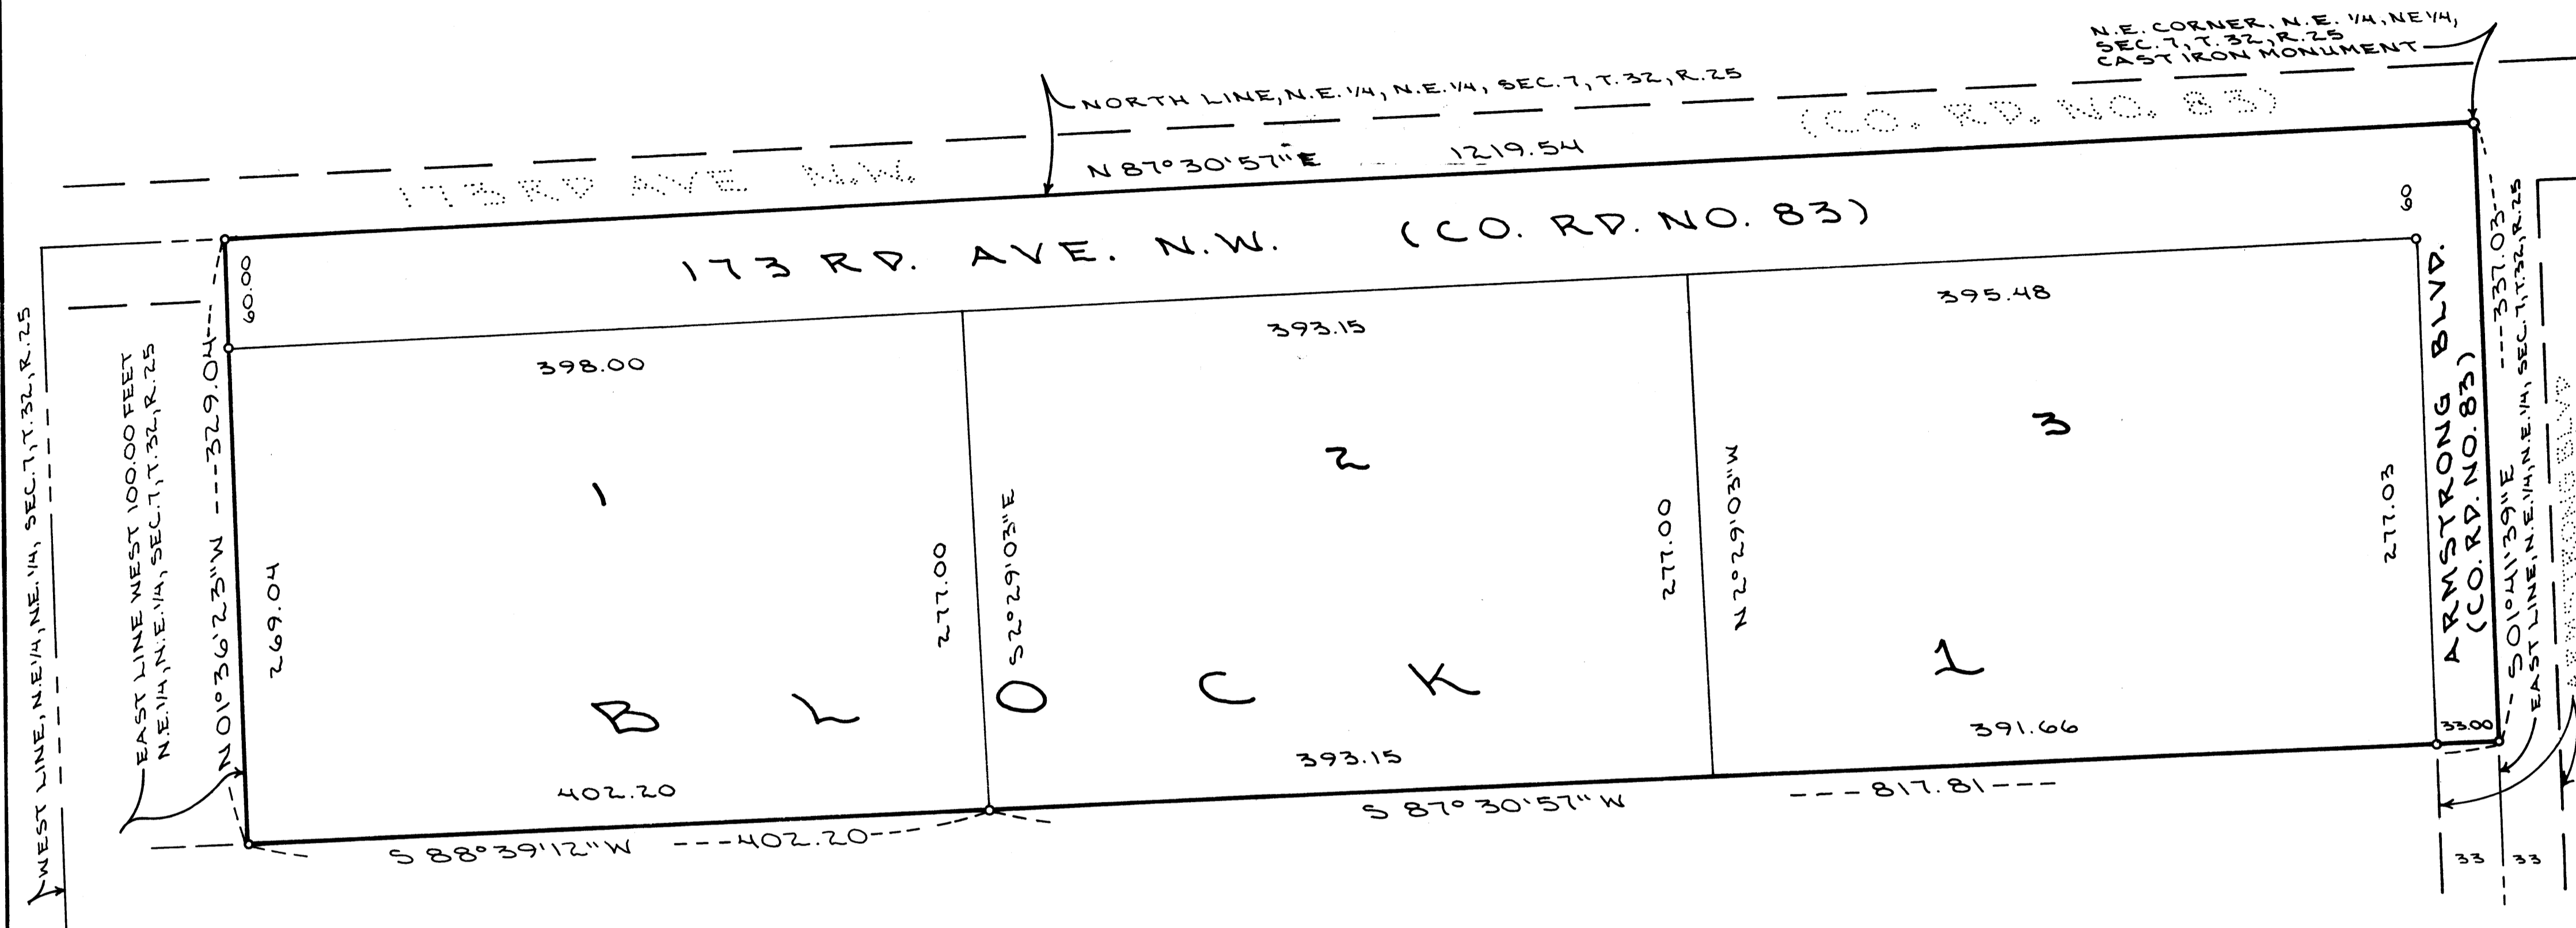 N.E. CORNER, N.E. 1/4, NE 1/4,
SEC. 7, T. 32, R. 25
CAST IRON MONUMENT
NORTH LINE, N.E. 1/4, N.E. 1/4, SEC. 7, T. 32, R. 25
(CO. RD. NO. 83)
173RD AVE. N.W.
N 87° 30' 57" E 1219.54
173 RD. AVE. N.W. (CO. RD. NO. 83)
60
60.00
398.00
393.15
395.48
WEST LINE, N.E 1/4, N.E. 1/4, SEC. 7, T. 32, R. 25
EAST LINE WEST 100.00 FEET
N.E. 1/4, N.E. 1/4, SEC. 7, T. 32, R. 25
N 01° 36' 23" W ---329.04---
269.04
1
2
3
277.00
S 2° 29' 03" E
277.00
N 2° 29' 03" W
277.03
ARMSTRONG BLVD.
(CO. RD. NO. 83)
S 01° 41' 39" E ---337.03---
EAST LINE, N.E. 1/4, N.E. 1/4, SEC. 7, T. 32, R. 25
BLOCK 1
402.20
393.15
391.66
33.00
S 88° 39' 12" W ---402.20---
S 87° 30' 57" W ---817.81---
33 33